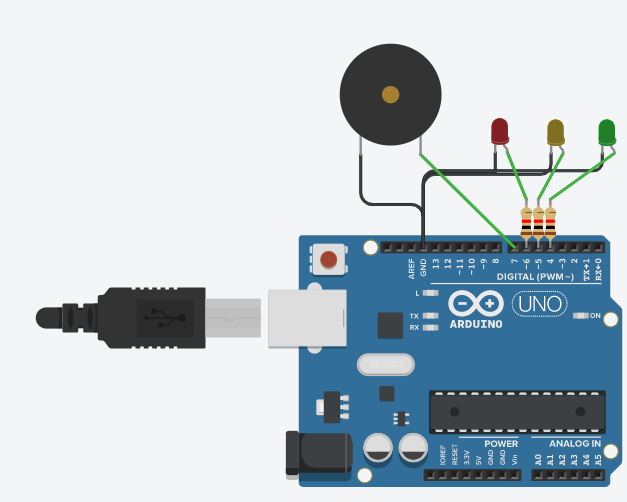 AREF
GND
13
12
~11
~10
~9
8
7
~6
~5
4
~3
2
TX→1
RX←0
DIGITAL (PWM~)
L
TX
RX
ARDUINO
UNO
ON
POWER
ANALOG IN
IOREF
RESET
3.3V
5V
GND
GND
Vin
A0
A1
A2
A3
A4
A5